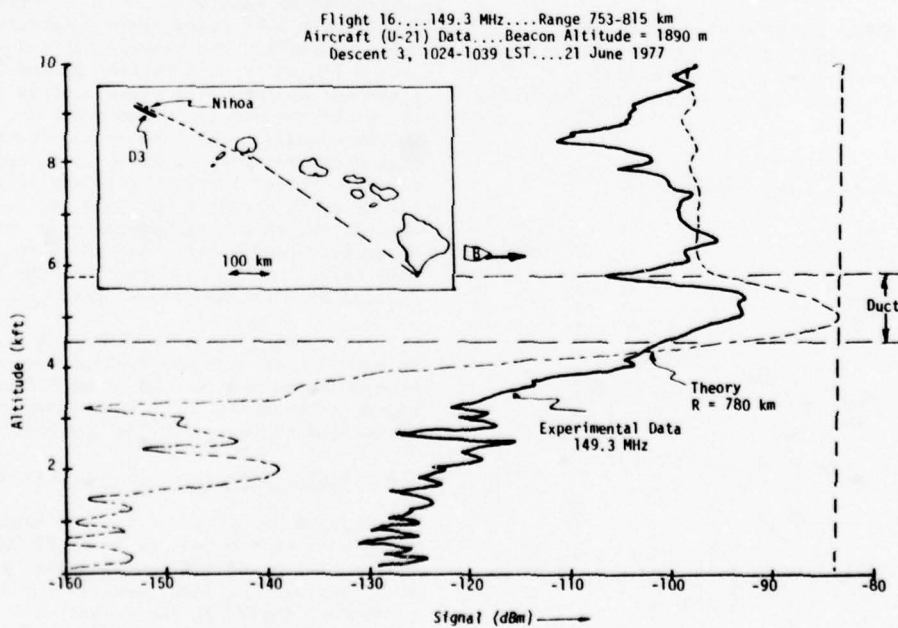 Flight 16....149.3 MHz....Range 753-815 km
Aircraft (U-21) Data....Beacon Altitude = 1890 m
Descent 3, 1024-1039 LST....21 June 1977
10
8
6
4
2
Altitude (kft)
Nihoa
D3
100 km
B
Duct
Theory
R = 780 km
Experimental Data
149.3 MHz
-160
-150
-140
-130
-120
-110
-100
-90
-80
Signal (dBm)